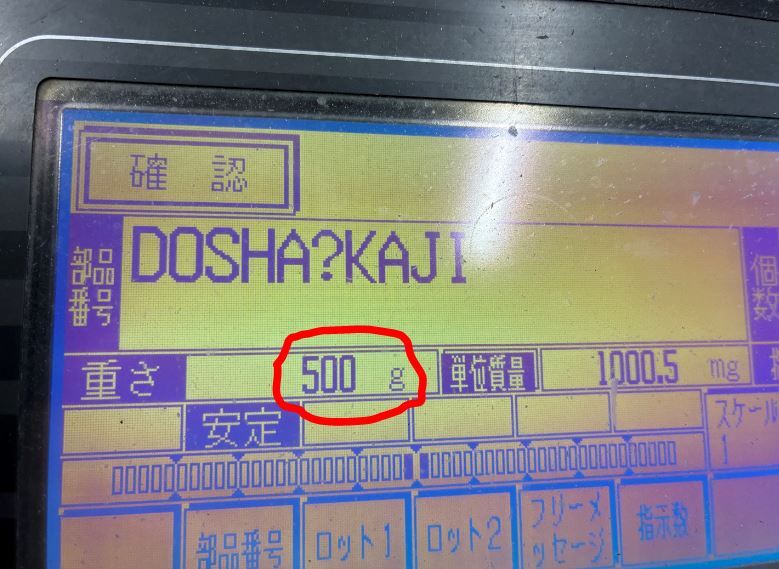 確認
部品番号
DOSHA?KAJI
個数
重さ 500 g 単位質量 1000.5 mg
安定
スケール
1
部品番号 ロット1 ロット2 フリーメッセージ 指示数